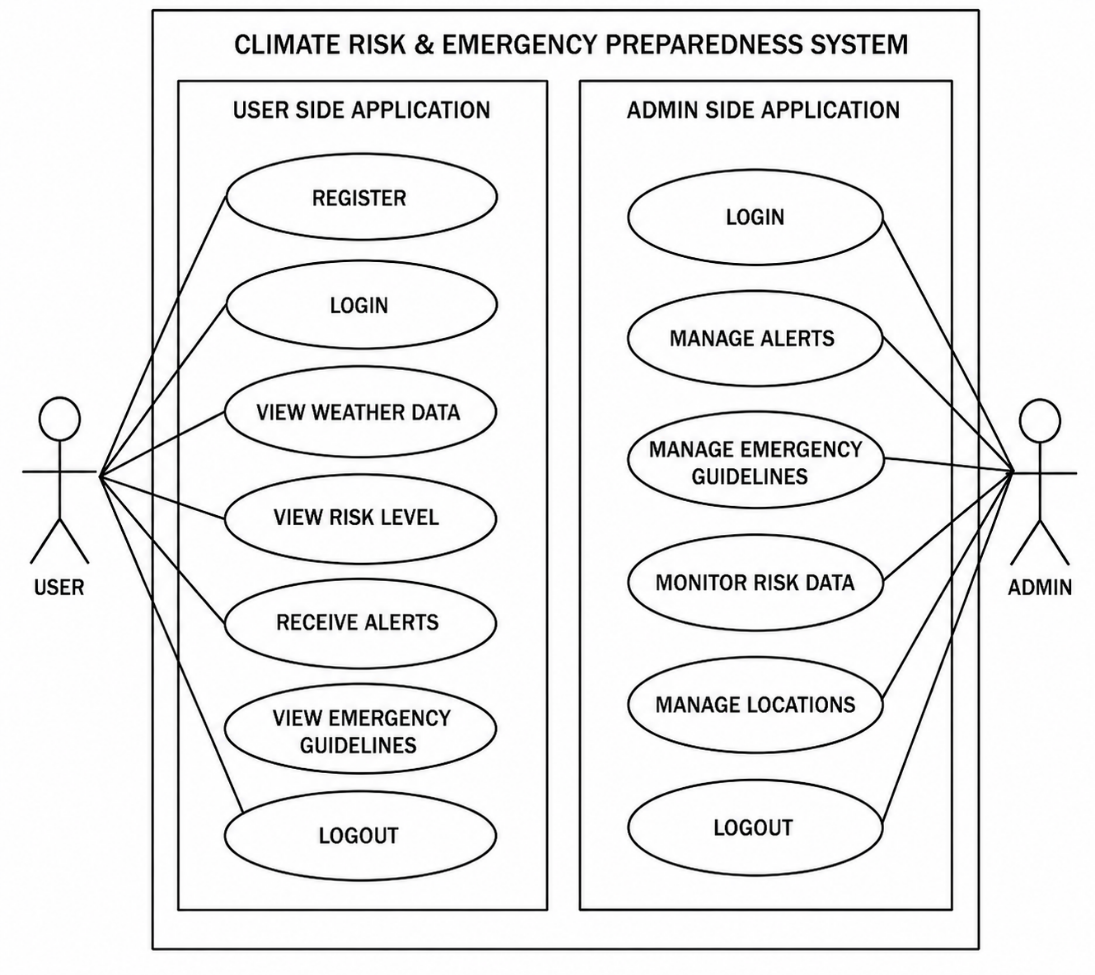 CLIMATE RISK & EMERGENCY PREPAREDNESS SYSTEM
USER SIDE APPLICATION
REGISTER
LOGIN
VIEW WEATHER DATA
VIEW RISK LEVEL
RECEIVE ALERTS
VIEW EMERGENCY
GUIDELINES
LOGOUT
USER
ADMIN SIDE APPLICATION
LOGIN
MANAGE ALERTS
MANAGE EMERGENCY
GUIDELINES
MONITOR RISK DATA
MANAGE LOCATIONS
LOGOUT
ADMIN